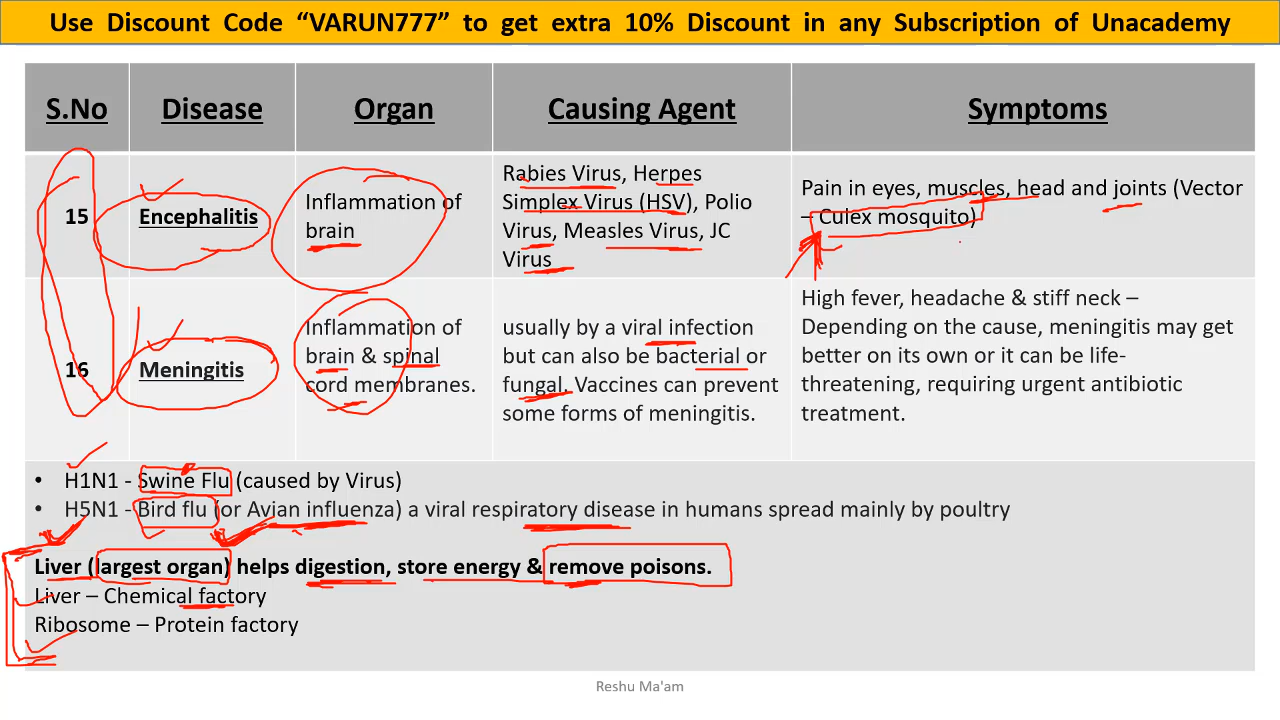 Use Discount Code “VARUN777” to get extra 10% Discount in any Subscription of Unacademy
S.No Disease Organ Causing Agent Symptoms
15
Encephalitis
Inflammation of
brain
Rabies Virus, Herpes
Simplex Virus (HSV), Polio
Virus, Measles Virus, JC
Virus
Pain in eyes, muscles, head and joints (Vector
– Culex mosquito)
16
Meningitis
Inflammation of
brain & spinal
cord membranes.
usually by a viral infection
but can also be bacterial or
fungal. Vaccines can prevent
some forms of meningitis.
High fever, headache & stiff neck –
Depending on the cause, meningitis may get
better on its own or it can be life-
threatening, requiring urgent antibiotic
treatment.
• H1N1 - Swine Flu (caused by Virus)
• H5N1 - Bird flu (or Avian influenza) a viral respiratory disease in humans spread mainly by poultry
Liver (largest organ) helps digestion, store energy & remove poisons.
Liver – Chemical factory
Ribosome – Protein factory
Reshu Ma'am